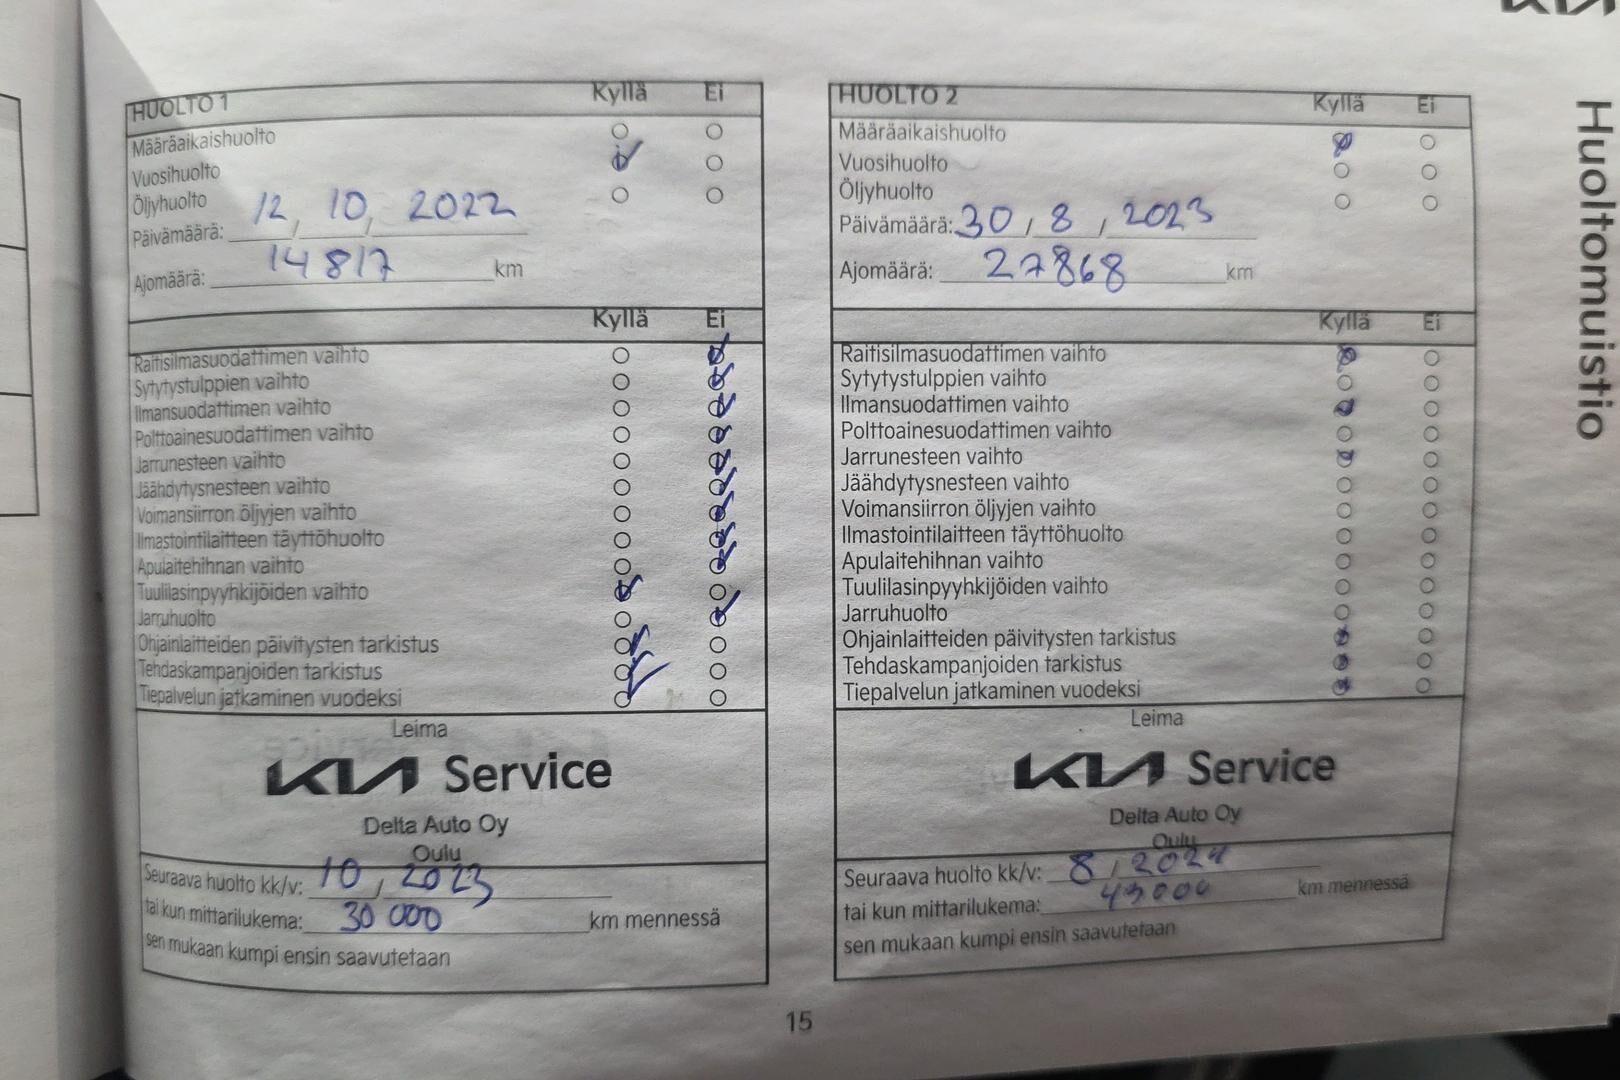 HUOLTO 1 Kyllä Ei
Määräaikaishuolto
Vuosihuolto
Öljyhuolto
Päivämäärä: 12, 10, 2022
Ajomäärä: 14 817 km
Kyllä Ei
Raitisilmasuodattimen vaihto
Sytytystulppien vaihto
Ilmansuodattimen vaihto
Polttoainesuodattimen vaihto
Jarrunesteen vaihto
Jäähdytysnesteen vaihto
Voimansiirron öljyjen vaihto
Ilmastointilaitteen täyttöhuolto
Apulaitehihnan vaihto
Tuulilasinpyyhkijöiden vaihto
Jarruhuolto
Ohjainlaitteiden päivitysten tarkistus
Tehdaskampanjoiden tarkistus
Tiepalvelun jatkaminen vuodeksi
Leima
KIA Service
Delta Auto Oy
Oulu
Seuraava huolto kk/v: 10, 2023
tai kun mittarilukema: 30 000 km mennessä
sen mukaan kumpi ensin saavutetaan
HUOLTO 2 Kyllä Ei
Määräaikaishuolto
Vuosihuolto
Öljyhuolto
Päivämäärä: 30, 8, 2023
Ajomäärä: 27868 km
Kyllä Ei
Raitisilmasuodattimen vaihto
Sytytystulppien vaihto
Ilmansuodattimen vaihto
Polttoainesuodattimen vaihto
Jarrunesteen vaihto
Jäähdytysnesteen vaihto
Voimansiirron öljyjen vaihto
Ilmastointilaitteen täyttöhuolto
Apulaitehihnan vaihto
Tuulilasinpyyhkijöiden vaihto
Jarruhuolto
Ohjainlaitteiden päivitysten tarkistus
Tehdaskampanjoiden tarkistus
Tiepalvelun jatkaminen vuodeksi
Leima
KIA Service
Delta Auto Oy
Oulu
Seuraava huolto kk/v: 8, 2024
tai kun mittarilukema: 43000 km mennessä
sen mukaan kumpi ensin saavutetaan
15
KIA
Huoltomuistio